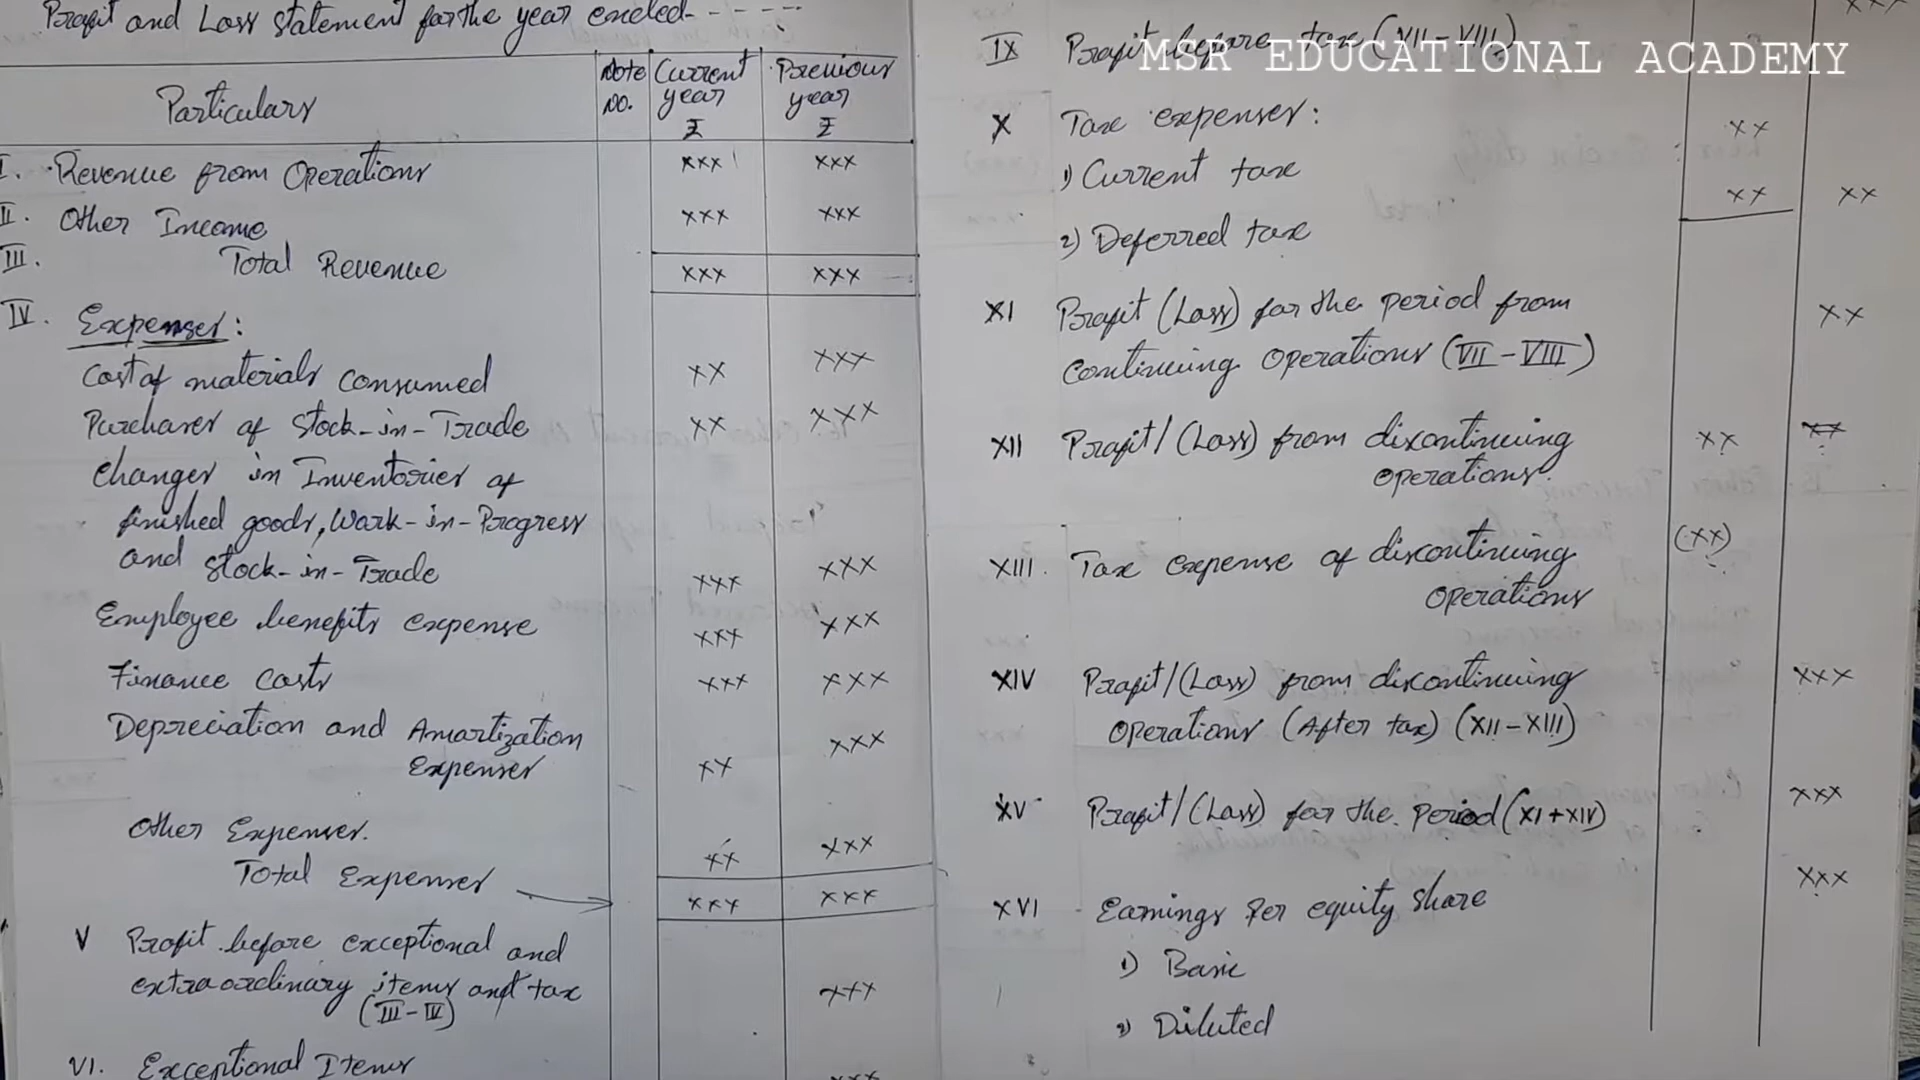 Profit and Loss statement for the year ended - - - - -
Particulars Note No. Current year ₹ Previous year ₹
I. Revenue from Operations xxx xxx
II. Other Income xxx xxx
III. Total Revenue xxx xxx
IV. Expenses:
Cost of materials consumed xx xxx
Purchases of Stock-in-Trade xx xxx
Changes in Inventories of
finished goods, Work-in-Progress
and Stock-in-Trade xxx xxx
Employee benefits expense xxx xxx
Finance costs xxx xxx
Depreciation and Amortization
Expenses xx xxx
Other Expenses. xx xxx
Total Expenses xxx xxx
V Profit before exceptional and
extraordinary items and tax
(III-IV) xxx
VI. Exceptional Items xxx
MSR EDUCATIONAL ACADEMY
xxx
IX Profit before tax (XII-VIII)
X Tax expenses: xx
1) Current tax
xx xx
2) Deferred tax
XI Profit (Loss) for the period from xx
continuing operations (VII-VIII)
XII Profit/(Loss) from discontinuing xx xx
operations.
XIII. Tax expense of discontinuing (xx)
operations
XIV Profit/(Loss) from discontinuing xxx
operations (After tax) (XII-XIII)
XV Profit/(Loss) for the period (XI+XIV) xxx
XVI Earnings per equity share xxx
1) Basic
2) Diluted